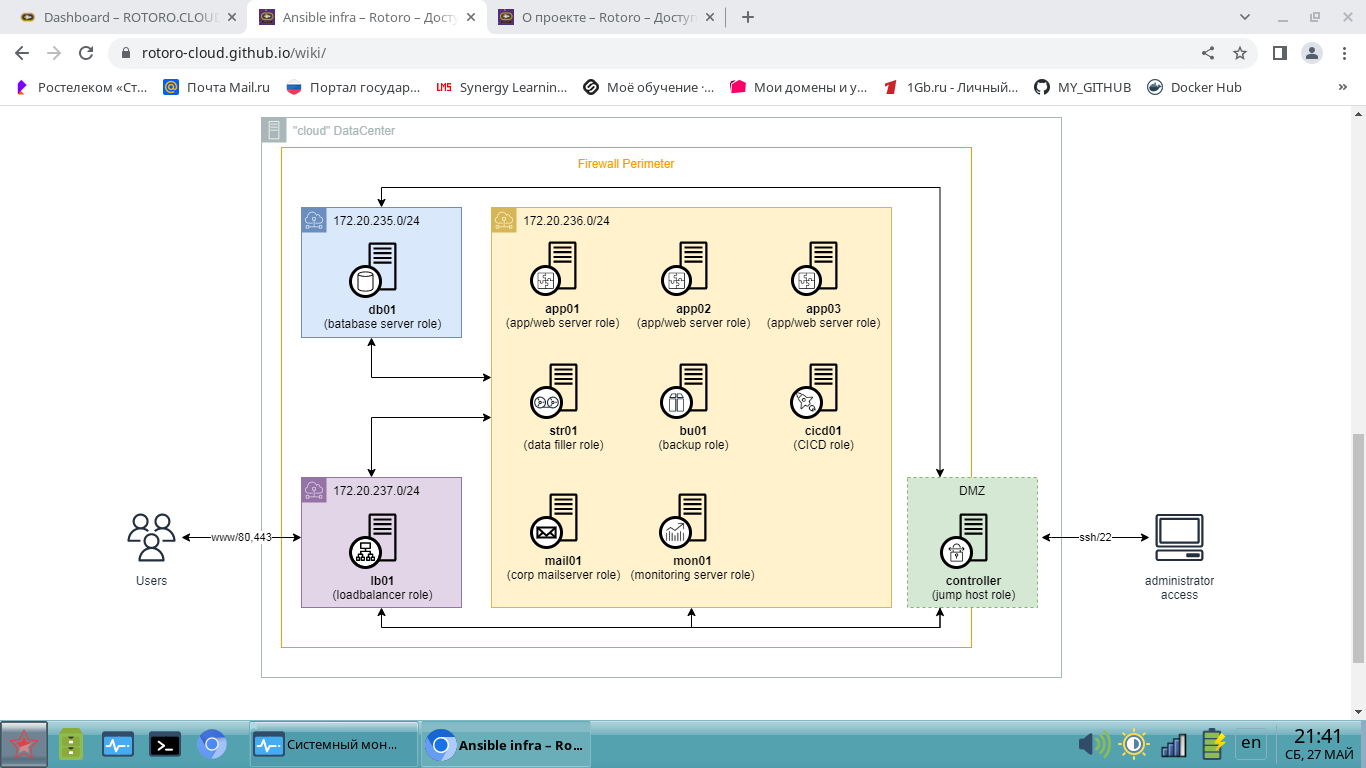 Dashboard – ROTORO.CLOU
Ansible infra – Rotoro – Досту
О проекте – Rotoro – Доступ
rotoro-cloud.github.io/wiki/
Ростелеком «Ст...
Почта Mail.ru
Портал государ...
LMS
Synergy Learnin...
Моё обучение ·...
Мои домены и у...
1Gb.ru - Личный...
MY_GITHUB
Docker Hub
»
"cloud" DataCenter
Firewall Perimeter
172.20.235.0/24
db01
(batabase server role)
172.20.236.0/24
app01
(app/web server role)
app02
(app/web server role)
app03
(app/web server role)
str01
(data filler role)
bu01
(backup role)
cicd01
(CICD role)
mail01
(corp mailserver role)
mon01
(monitoring server role)
172.20.237.0/24
lb01
(loadbalancer role)
DMZ
controller
(jump host role)
Users
www/80,443
ssh/22
administrator
access
Системный мон...
Ansible infra – Ro...
en
21:41
СБ, 27 МАЙ